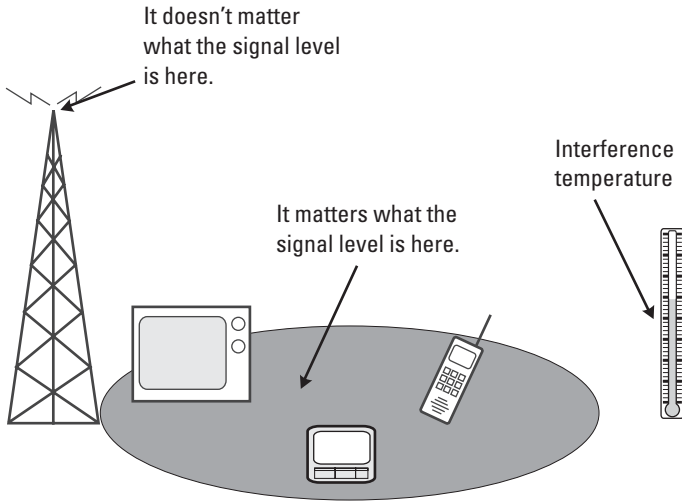 It doesn't matter
what the signal level
is here.
Interference
temperature
It matters what the
signal level is here.